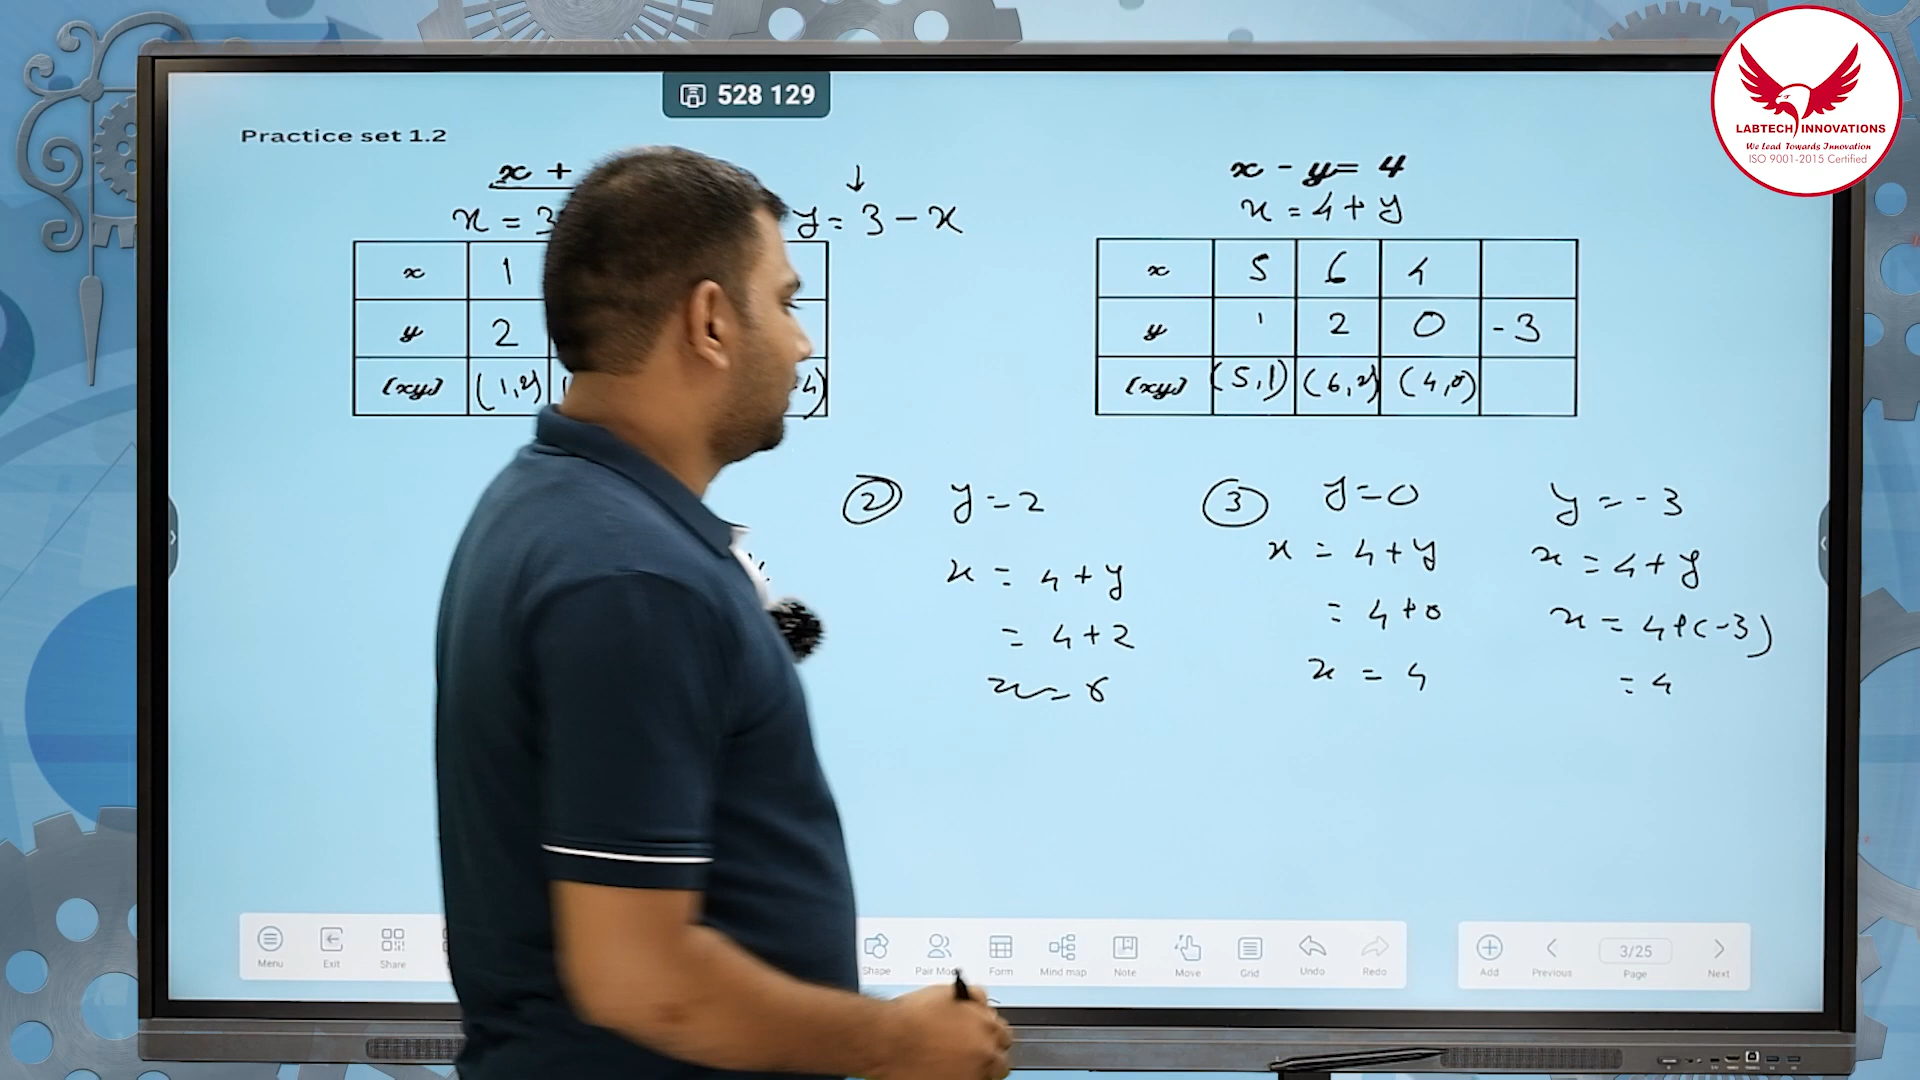 528 129
LABTECH INNOVATIONS
We Lead Towards Innovation
ISO 9001-2015 Certified
Practice set 1.2
x +
x = 3
y = 3 - x
x 1
y 2
(xy) (1,2) ( 4)
x - y = 4
x = 4 + y
x 5 6 4
y 1 2 0 -3
(xy) (5,1) (6,2) (4,0)
2 y = 2
x = 4 + y
= 4 + 2
x = 6
3 y = 0
x = 4 + y
= 4 + 0
x = 4
y = -3
x = 4 + y
x = 4 + (-3)
= 4
Menu Exit Share Shape Form Mind map Note Move Grid Undo Redo
Add Previous 3/25 Page Next